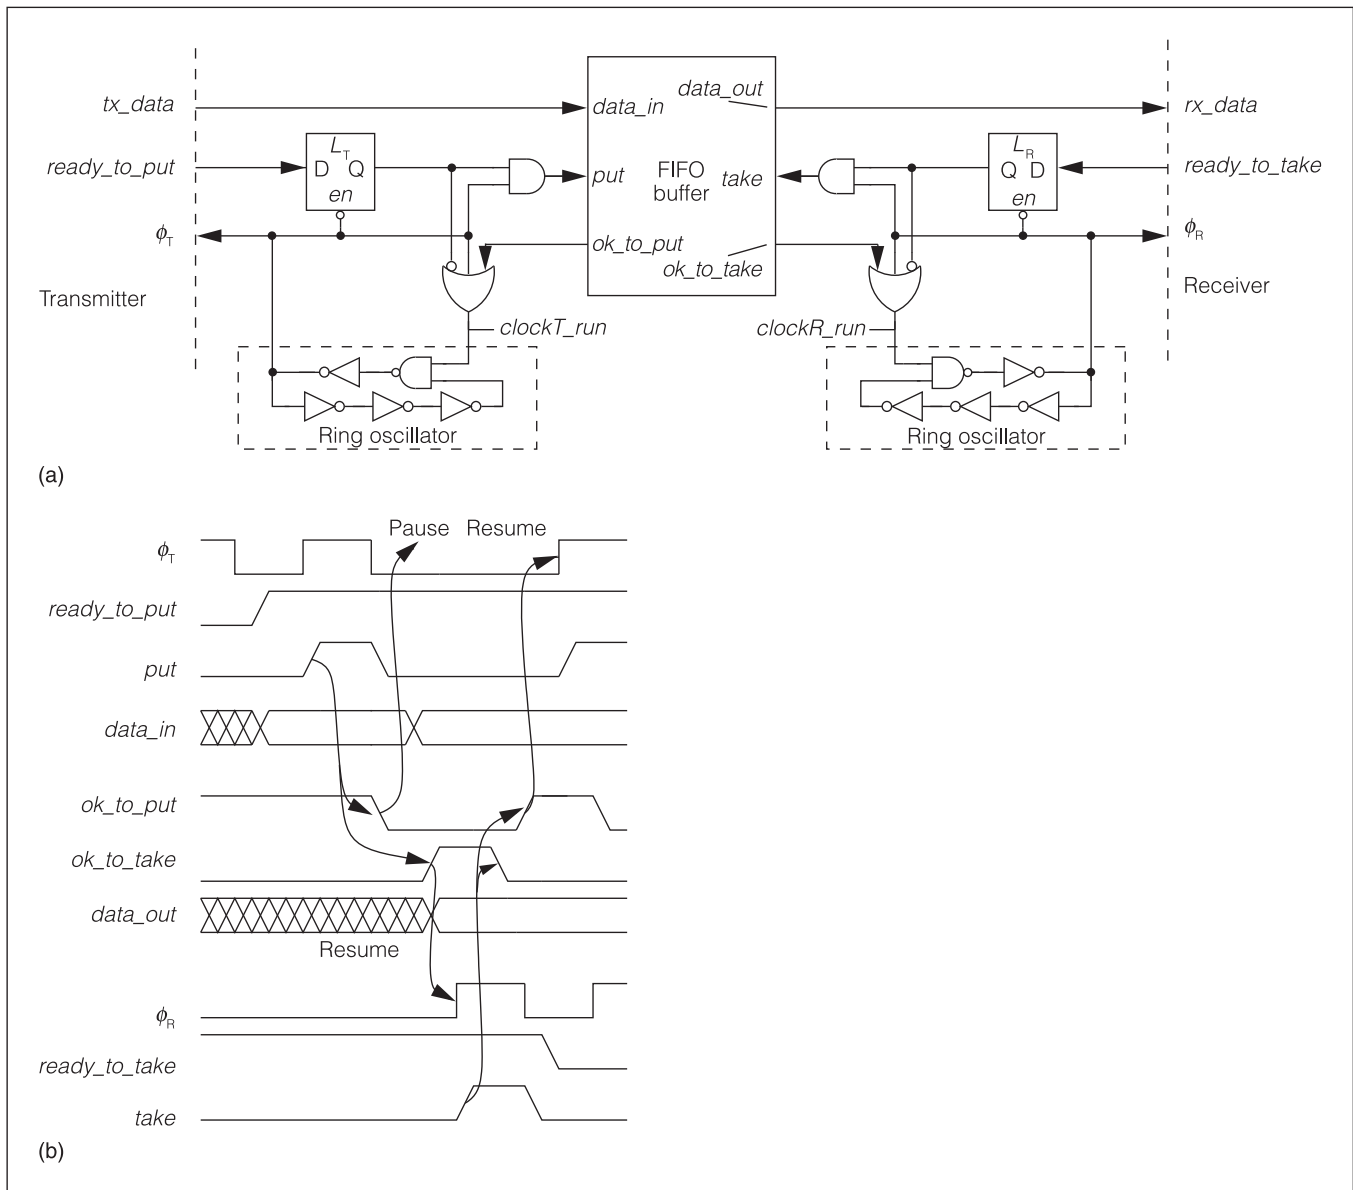 tx_data
data_in
data_out
rx_data
ready_to_put
L_T
D Q
en
put
FIFO
buffer
take
L_R
Q D
en
ready_to_take
ϕ_T
ok_to_put
ok_to_take
ϕ_R
Transmitter
Receiver
clockT_run
clockR_run
Ring oscillator
Ring oscillator
(a)
Pause Resume
ϕ_T
ready_to_put
put
data_in
ok_to_put
ok_to_take
data_out
Resume
ϕ_R
ready_to_take
take
(b)